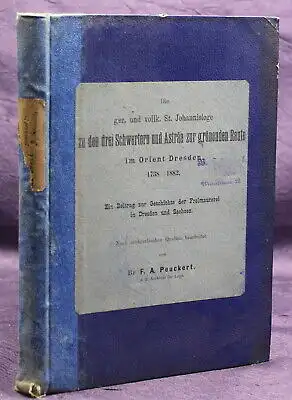 Die
ger. und vollk. St. Johannisloge
zu den drei Schwertern und Asträa zur grünenden Raute
im Orient Dresden
1738 1882.
Ein Beitrag zur Geschichte der Freimaurerei
in Dresden und Sachsen.
Nach archivalischen Quellen bearbeitet
von
Br F. A. Peuckert.